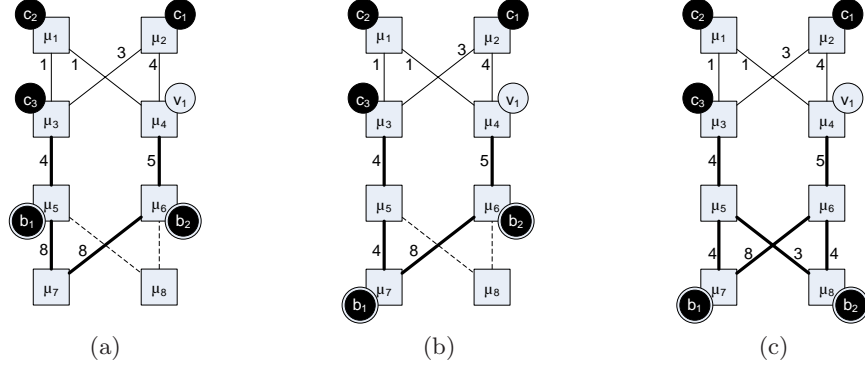 c₂ c₁ c₂ c₁ c₂ c₁
μ₁ μ₂ μ₁ μ₂ μ₁ μ₂
1 1 3 4 1 1 3 4 1 1 3 4
c₃ v₁ c₃ v₁ c₃ v₁
μ₃ μ₄ μ₃ μ₄ μ₃ μ₄
4 5 4 5 4 5
μ₅ μ₆ μ₅ μ₆ μ₅ μ₆
b₁ b₂ b₂
8 8 4 8 4 8 3 4
μ₇ μ₈ μ₇ μ₈ μ₇ μ₈
b₁ b₁ b₂
(a) (b) (c)